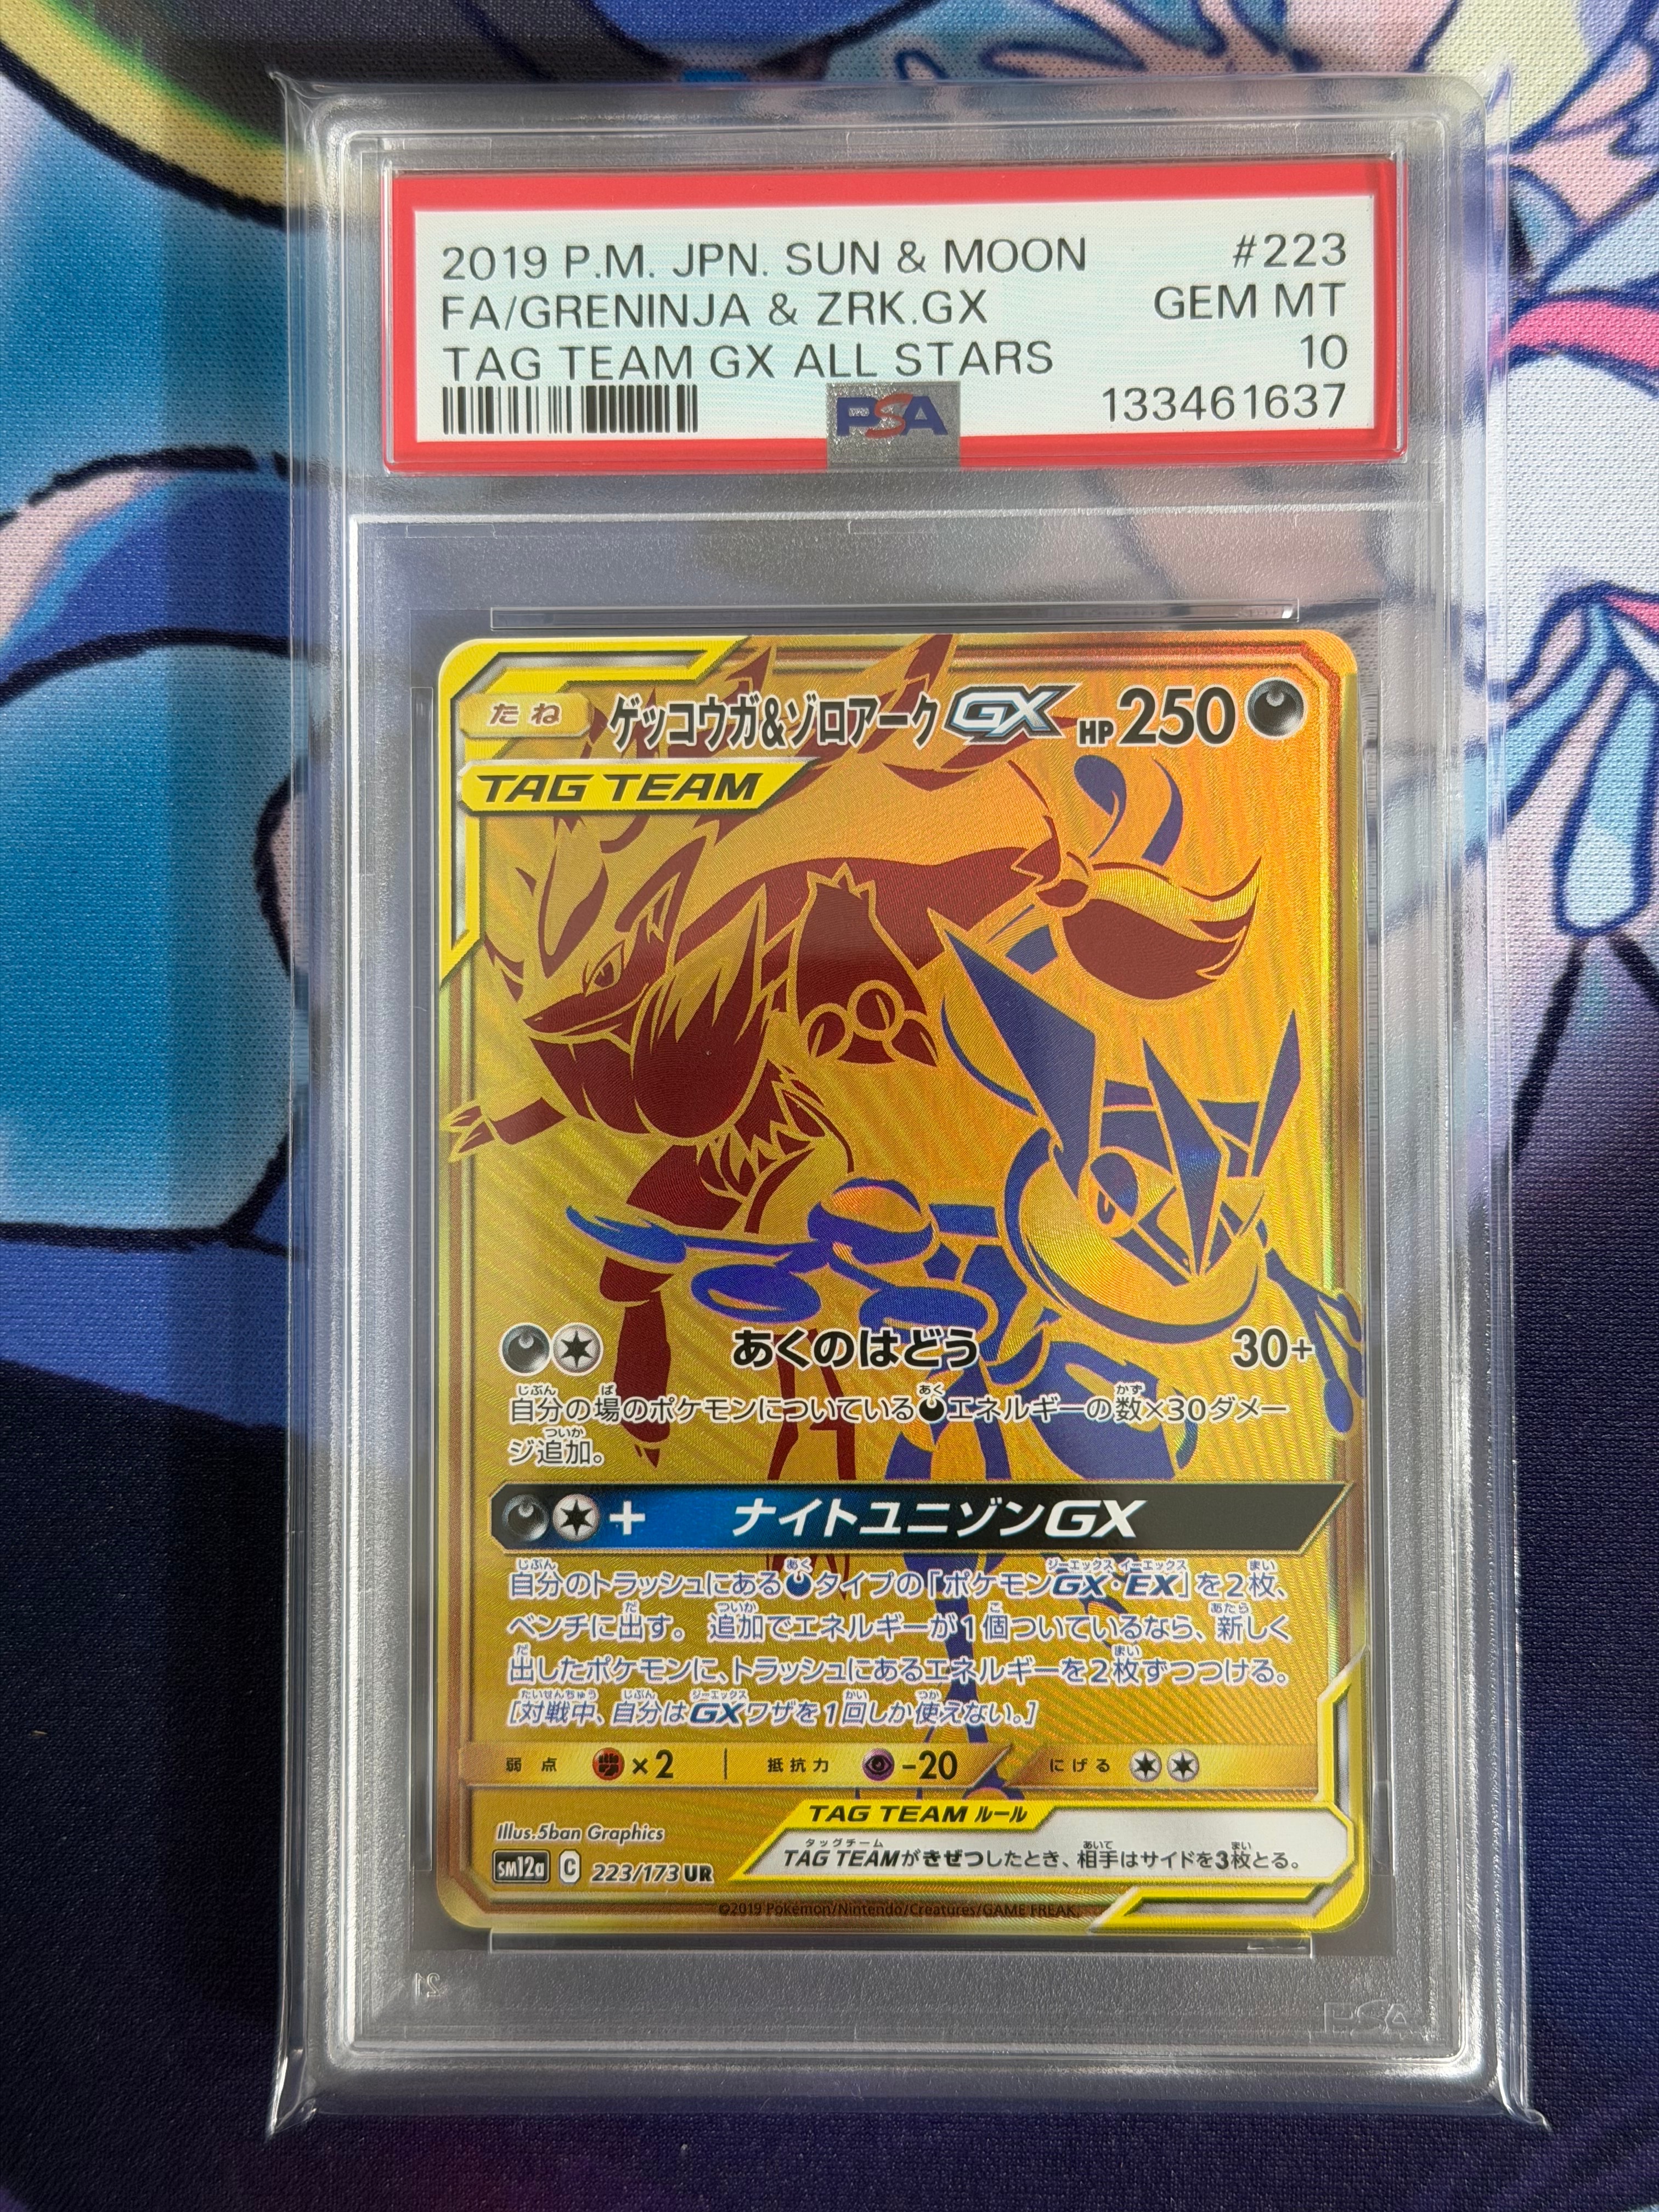 2019 P.M. JPN. SUN & MOON #223
FA/GRENINJA & ZRK.GX GEM MT
TAG TEAM GX ALL STARS 10
PSA 133461637
たね ゲッコウガ&ゾロアークGX HP250
TAG TEAM
あくのはどう 30+
自分の場のポケモンについているエネルギーの数×30ダメー
ジ追加。
+ ナイトユニゾンGX
自分のトラッシュにあるタイプの「ポケモンGX・EX」を2枚、
ベンチに出す。追加でエネルギーが1個ついているなら、新しく
出したポケモンに、トラッシュにあるエネルギーを2枚ずつつける。
[対戦中、自分はGXワザを1回しか使えない。]
弱点 ×2 抵抗力 -20 にげる
Illus.5ban Graphics
TAG TEAM ルール
TAG TEAMがきぜつしたとき、相手はサイドを3枚とる。
sm12a C 223/173 UR
©2019 Pokémon/Nintendo/Creatures/GAME FREAK.
21
PSA